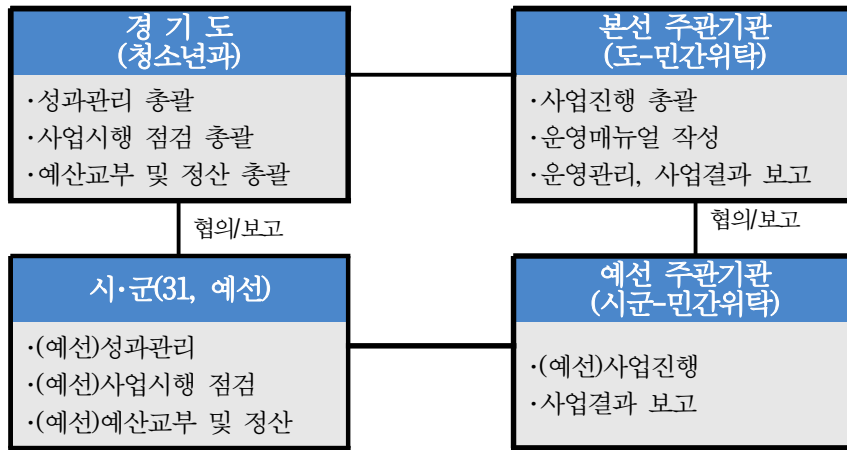 경 기 도
(청소년과)
·성과관리 총괄
·사업시행 점검 총괄
·예산교부 및 정산 총괄
본선 주관기관
(도-민간위탁)
·사업진행 총괄
·운영매뉴얼 작성
·운영관리, 사업결과 보고
협의/보고
협의/보고
시·군(31, 예선)
·(예선)성과관리
·(예선)사업시행 점검
·(예선)예산교부 및 정산
예선 주관기관
(시군-민간위탁)
·(예선)사업진행
·사업결과 보고